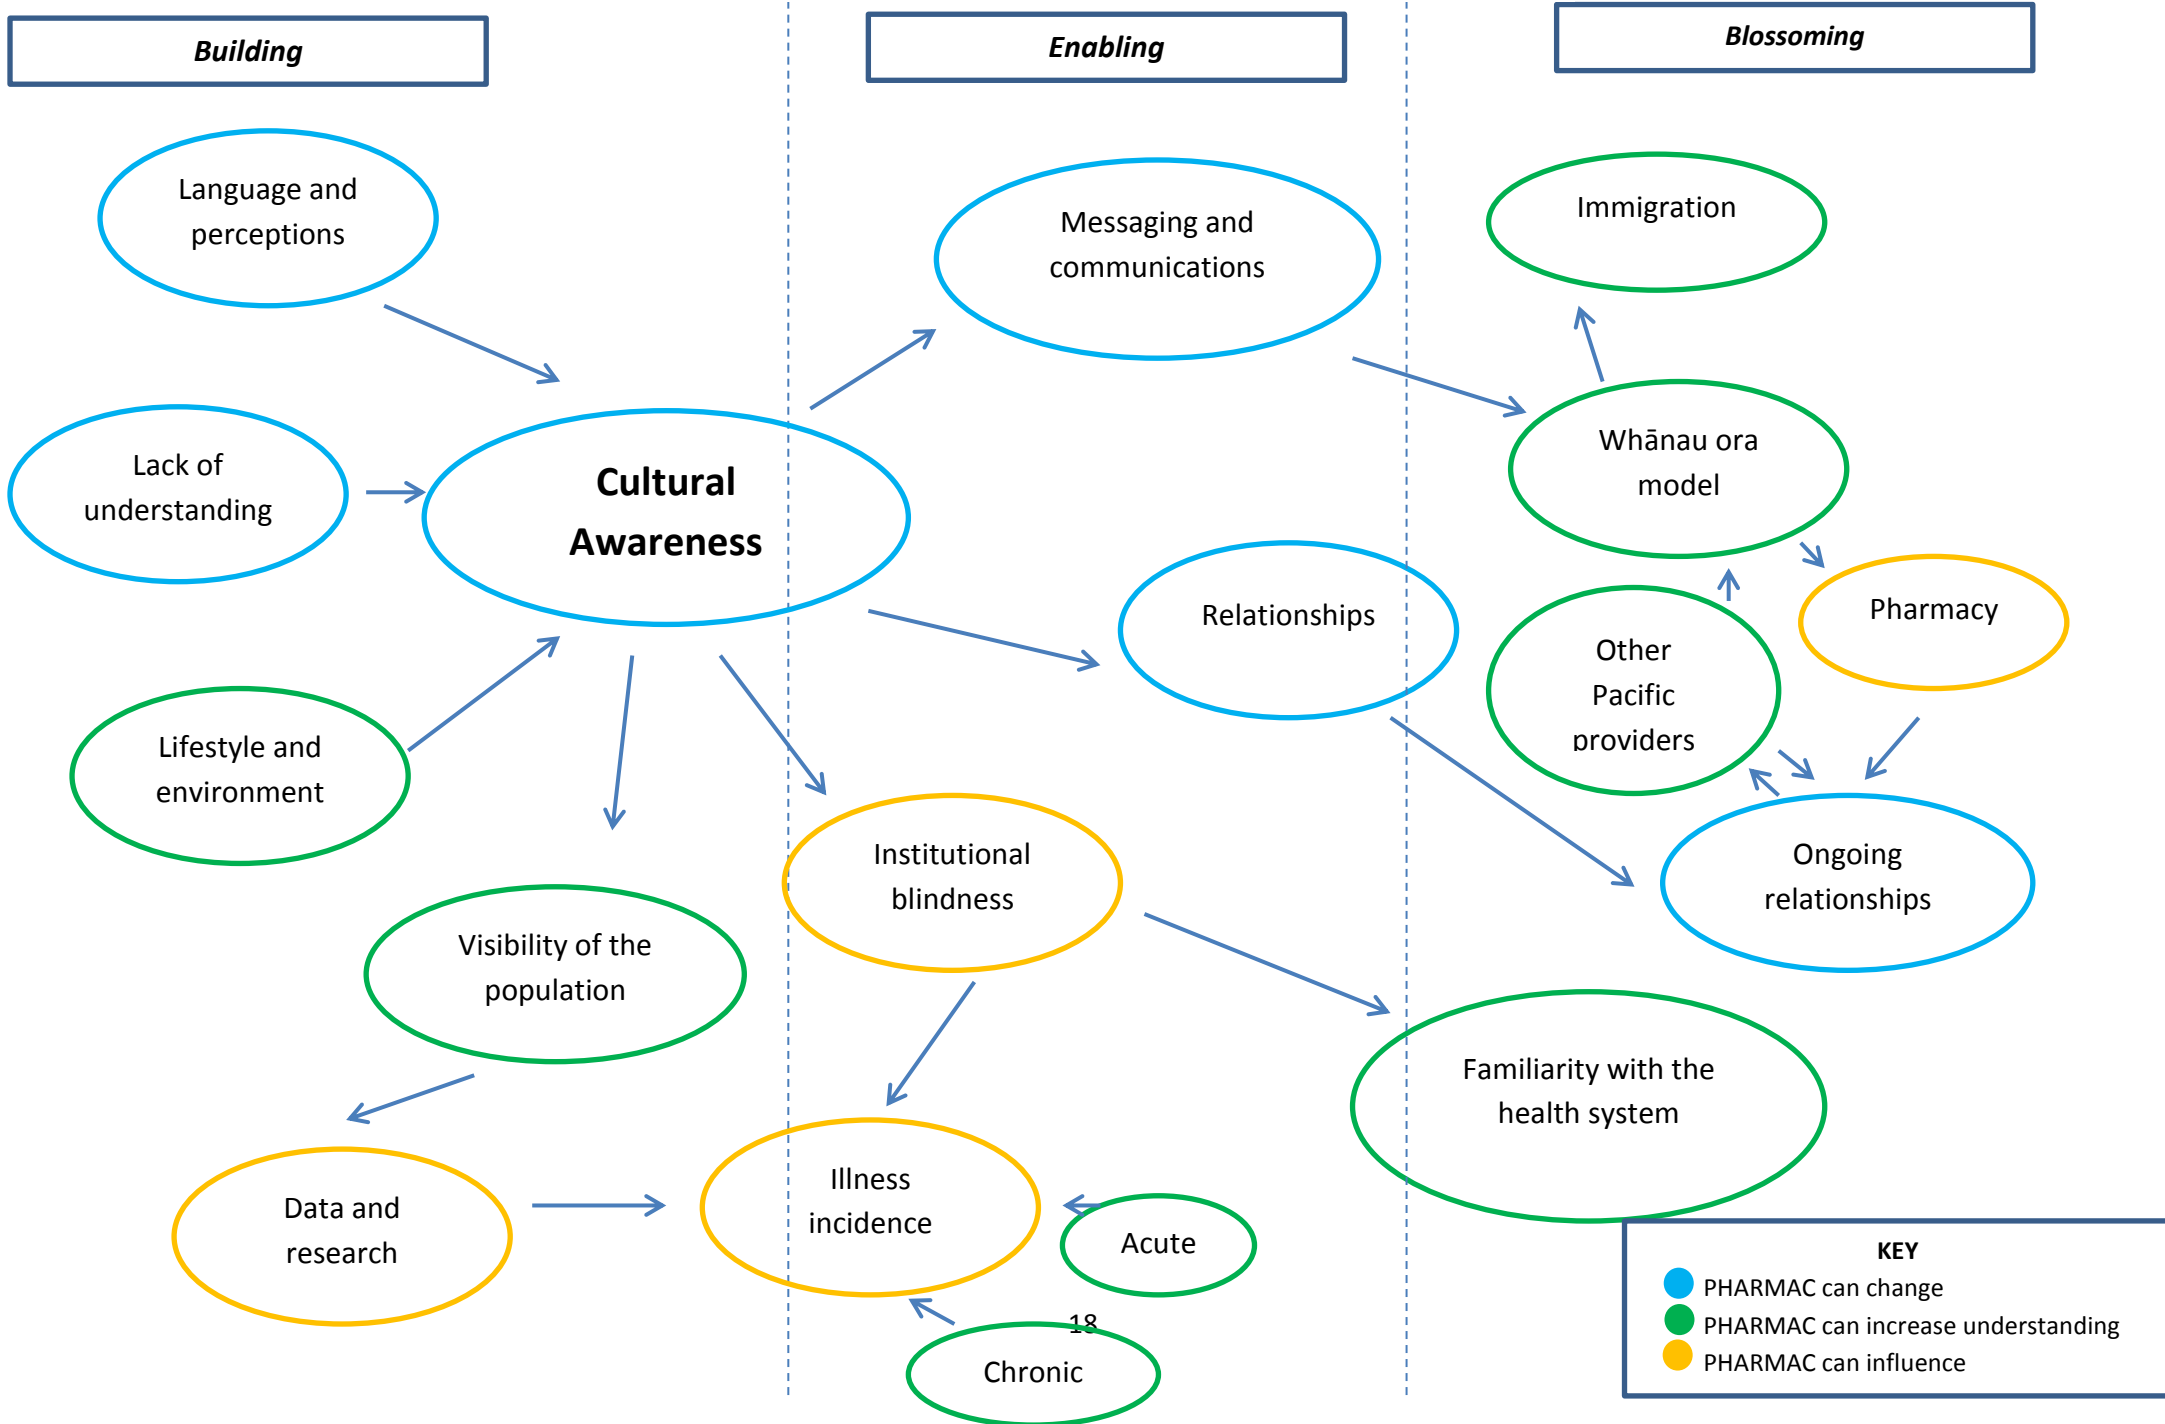 Building
Enabling
Blossoming
Language and
perceptions
Messaging and
communications
Immigration
Lack of
understanding
Cultural
Awareness
Whānau ora
model
Relationships
Pharmacy
Other
Pacific
providers
Lifestyle and
environment
Institutional
blindness
Ongoing
relationships
Visibility of the
population
Familiarity with the
health system
Data and
research
Illness
incidence
Acute
Chronic
18
KEY
PHARMAC can change
PHARMAC can increase understanding
PHARMAC can influence